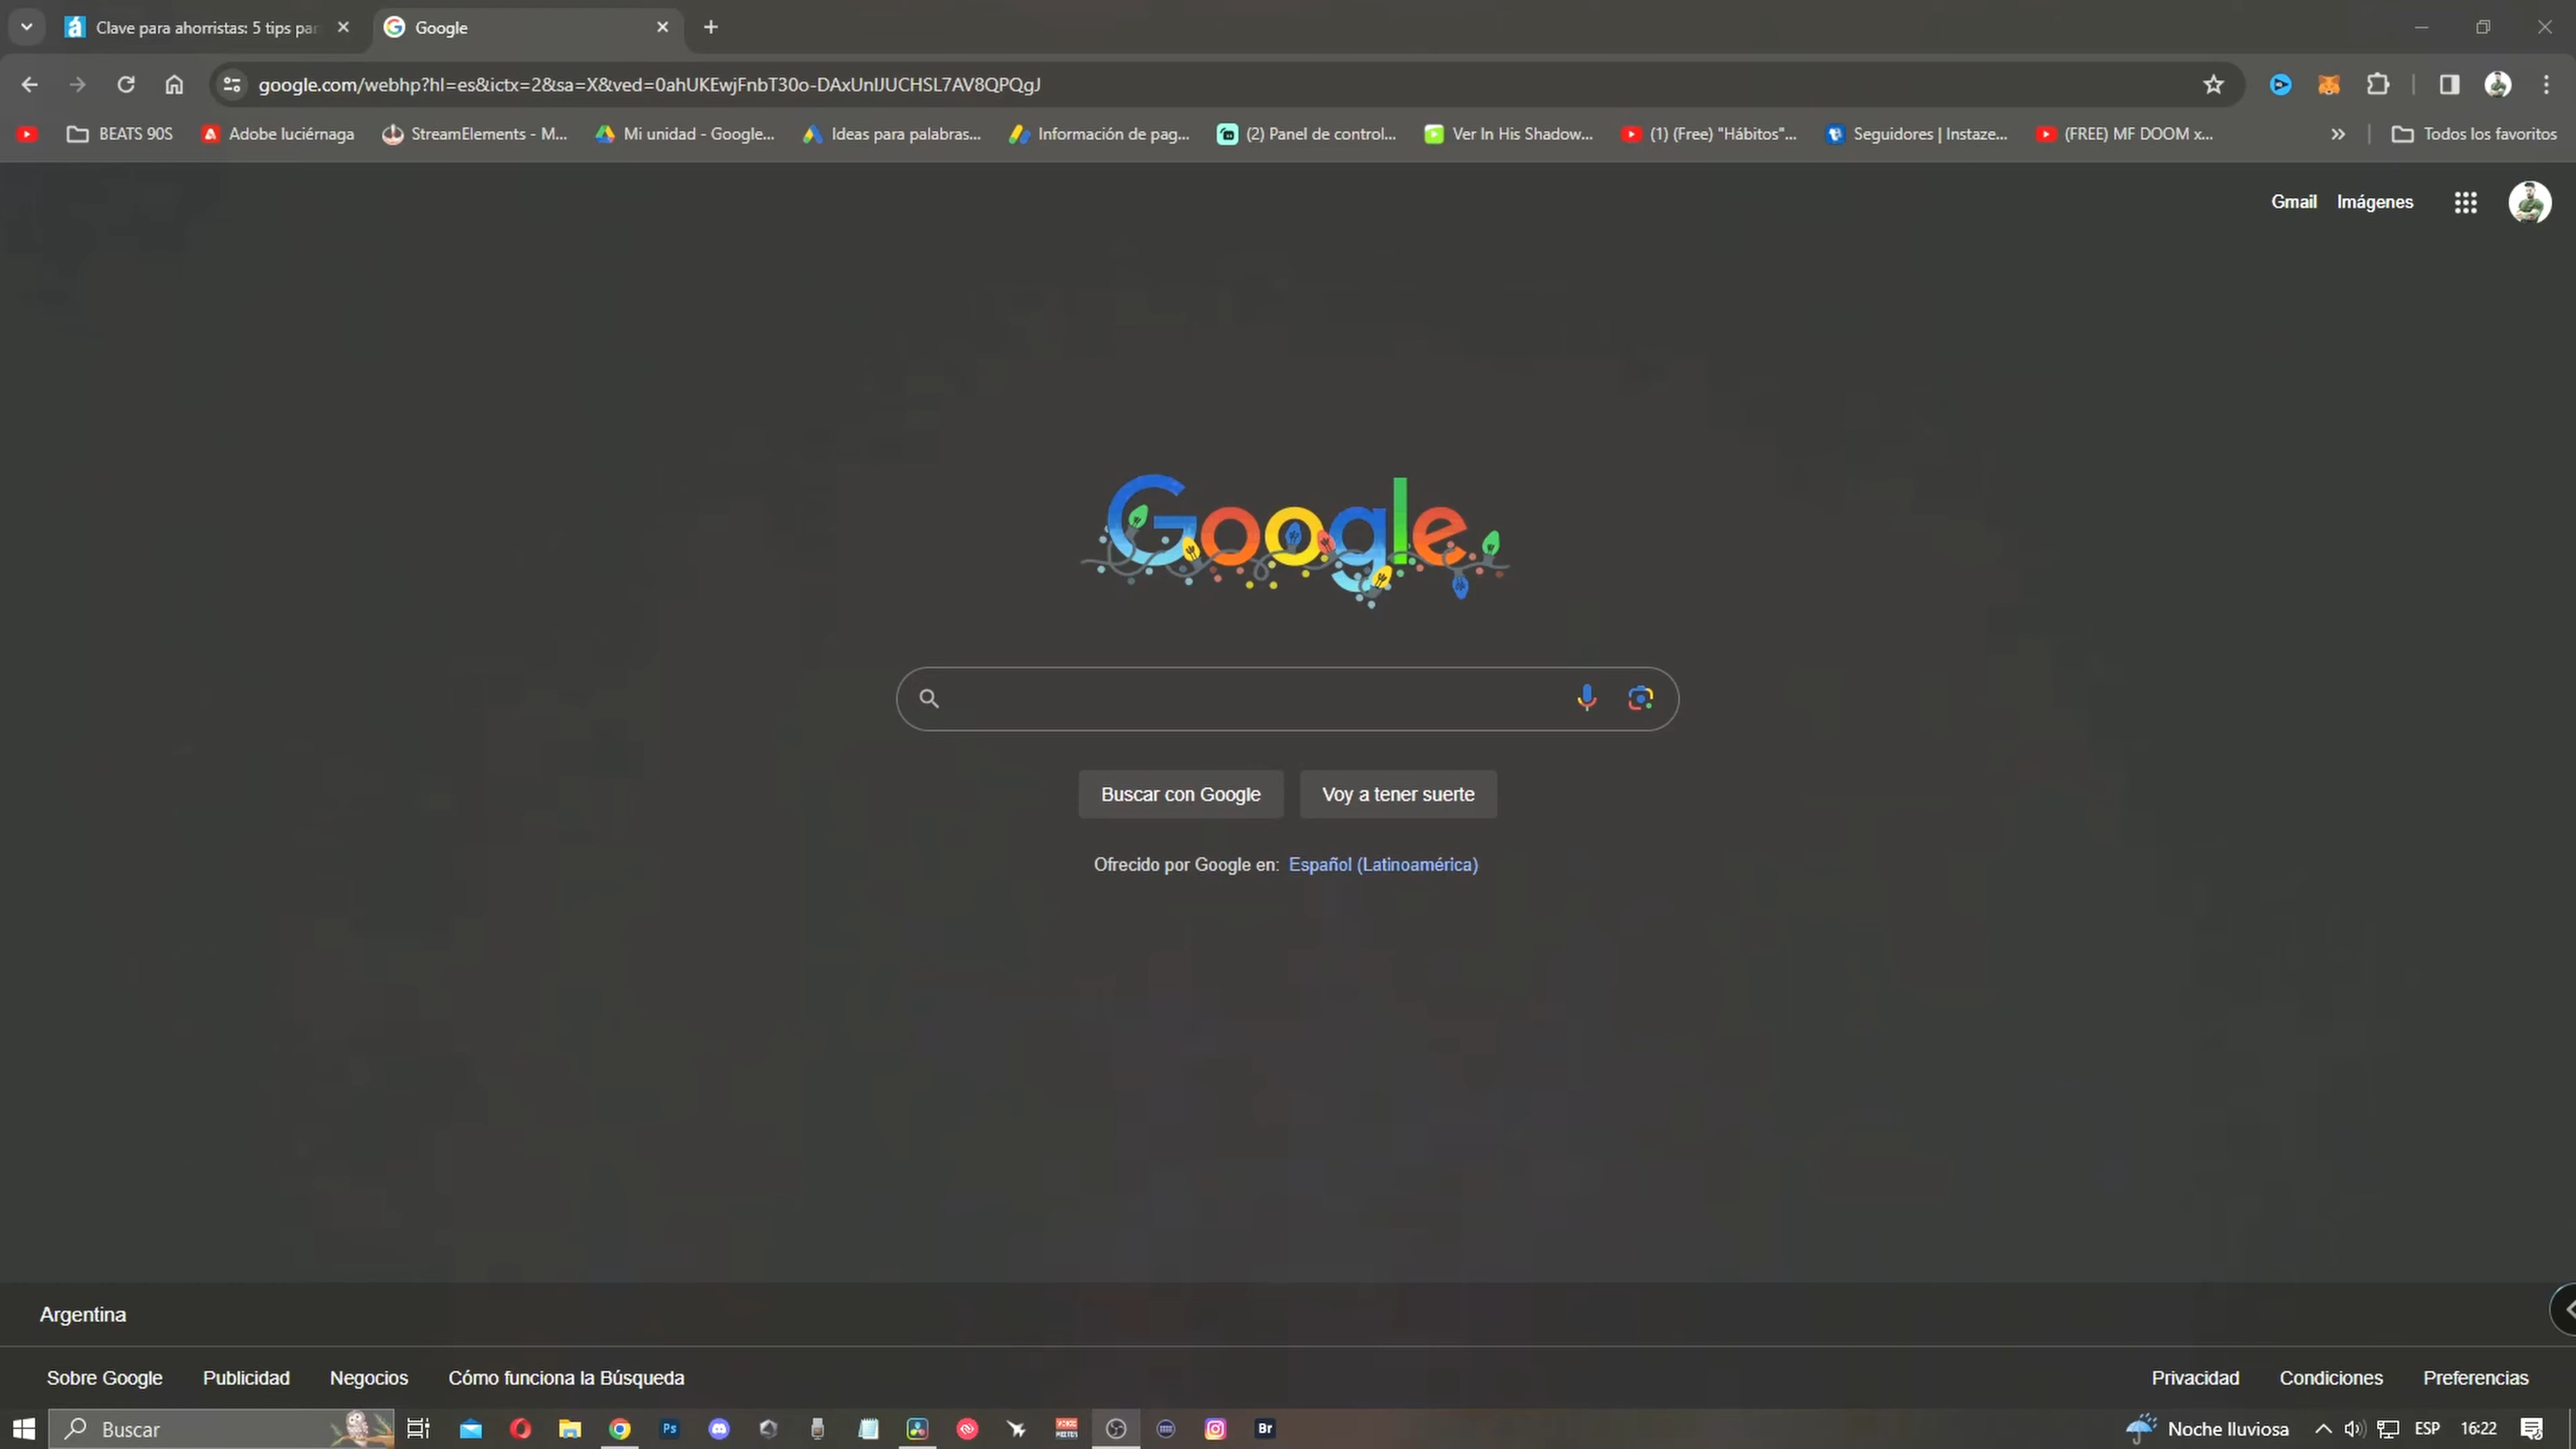 Clave para ahorristas: 5 tips par
Google
google.com/webhp?hl=es&ictx=2&sa=X&ved=0ahUKEwjFnbT30o-DAxUnIJUCHSL7AV8QPQgJ
BEATS 90S
Adobe luciérnaga
StreamElements - M...
Mi unidad - Google...
Ideas para palabras...
Información de pag...
(2) Panel de control...
Ver In His Shadow...
(1) (Free) "Hábitos"...
Seguidores | Instaze...
(FREE) MF DOOM x...
Todos los favoritos
Gmail
Imágenes
Google
Buscar con Google
Voy a tener suerte
Ofrecido por Google en: Español (Latinoamérica)
Argentina
Sobre Google
Publicidad
Negocios
Cómo funciona la Búsqueda
Privacidad
Condiciones
Preferencias
Buscar
Ps
Br
Noche lluviosa
ESP
16:22